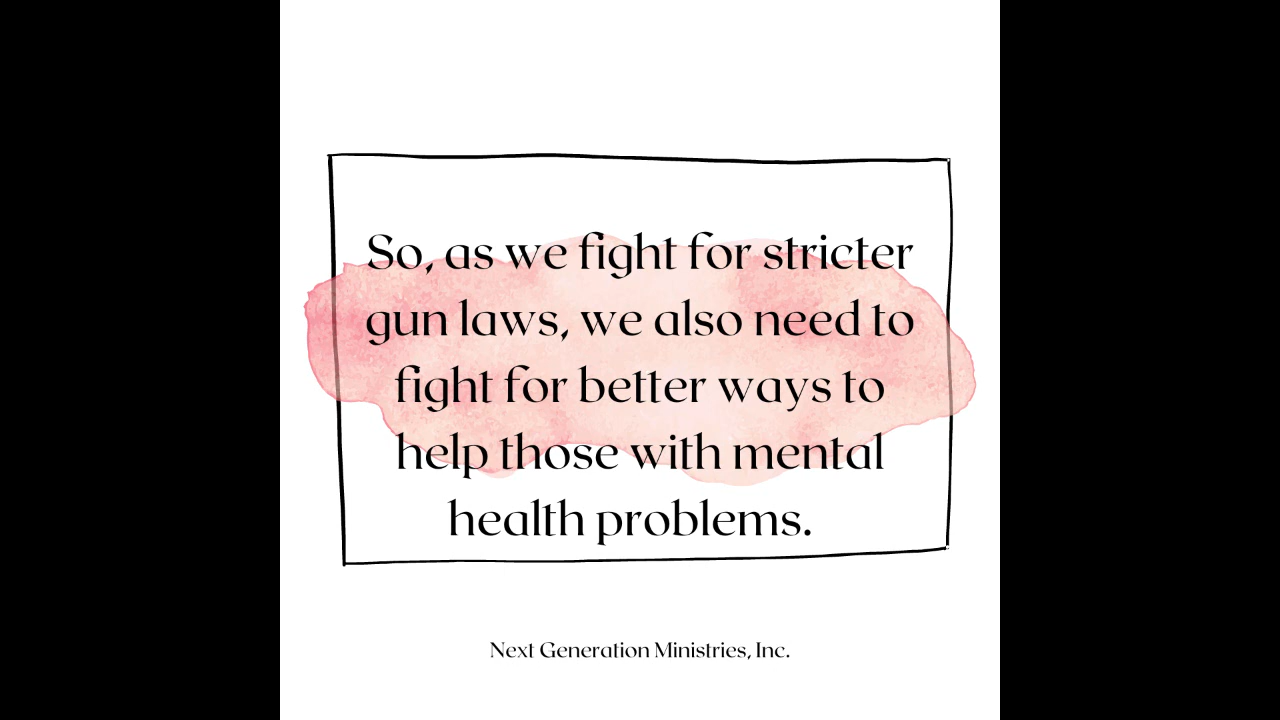 So, as we fight for stricter
gun laws, we also need to
fight for better ways to
help those with mental
health problems.
Next Generation Ministries, Inc.